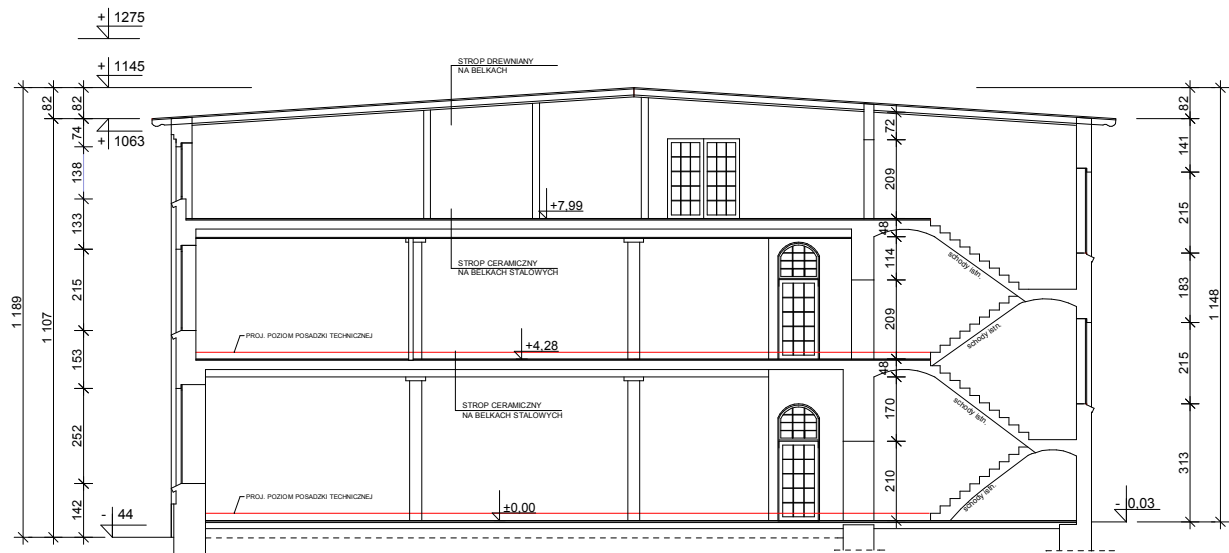 + 1275
+ 1145
+ 1063
- 44
1 189
1 107
82
82
74
138
133
215
153
252
142
STROP DREWNIANY
NA BELKACH
+7,99
STROP CERAMICZNY
NA BELKACH STALOWYCH
PROJ. POZIOM POSADZKI TECHNICZNEJ
+4,28
STROP CERAMICZNY
NA BELKACH STALOWYCH
PROJ. POZIOM POSADZKI TECHNICZNEJ
±0.00
72
209
48
114
209
48
170
210
schody istn.
schody istn.
schody istn.
schody istn.
82
141
215
183
215
313
1 148
- 0,03